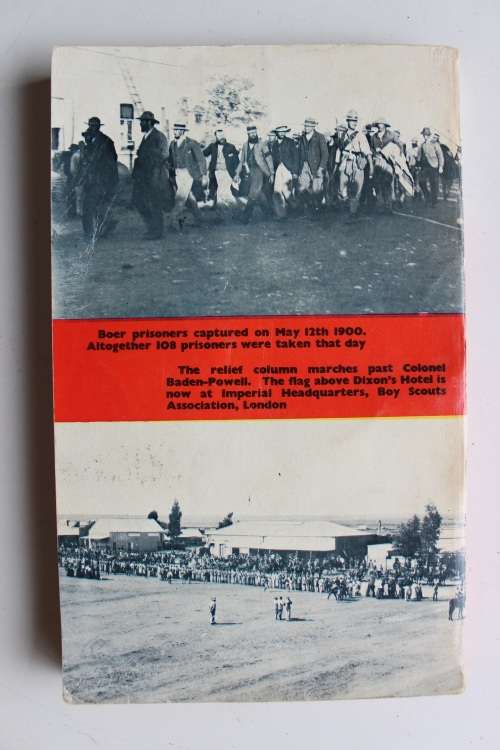 Boer prisoners captured on May 12th 1900.
Altogether 108 prisoners were taken that day
The relief column marches past Colonel
Baden-Powell. The flag above Dixon's Hotel is
now at Imperial Headquarters, Boy Scouts
Association, London